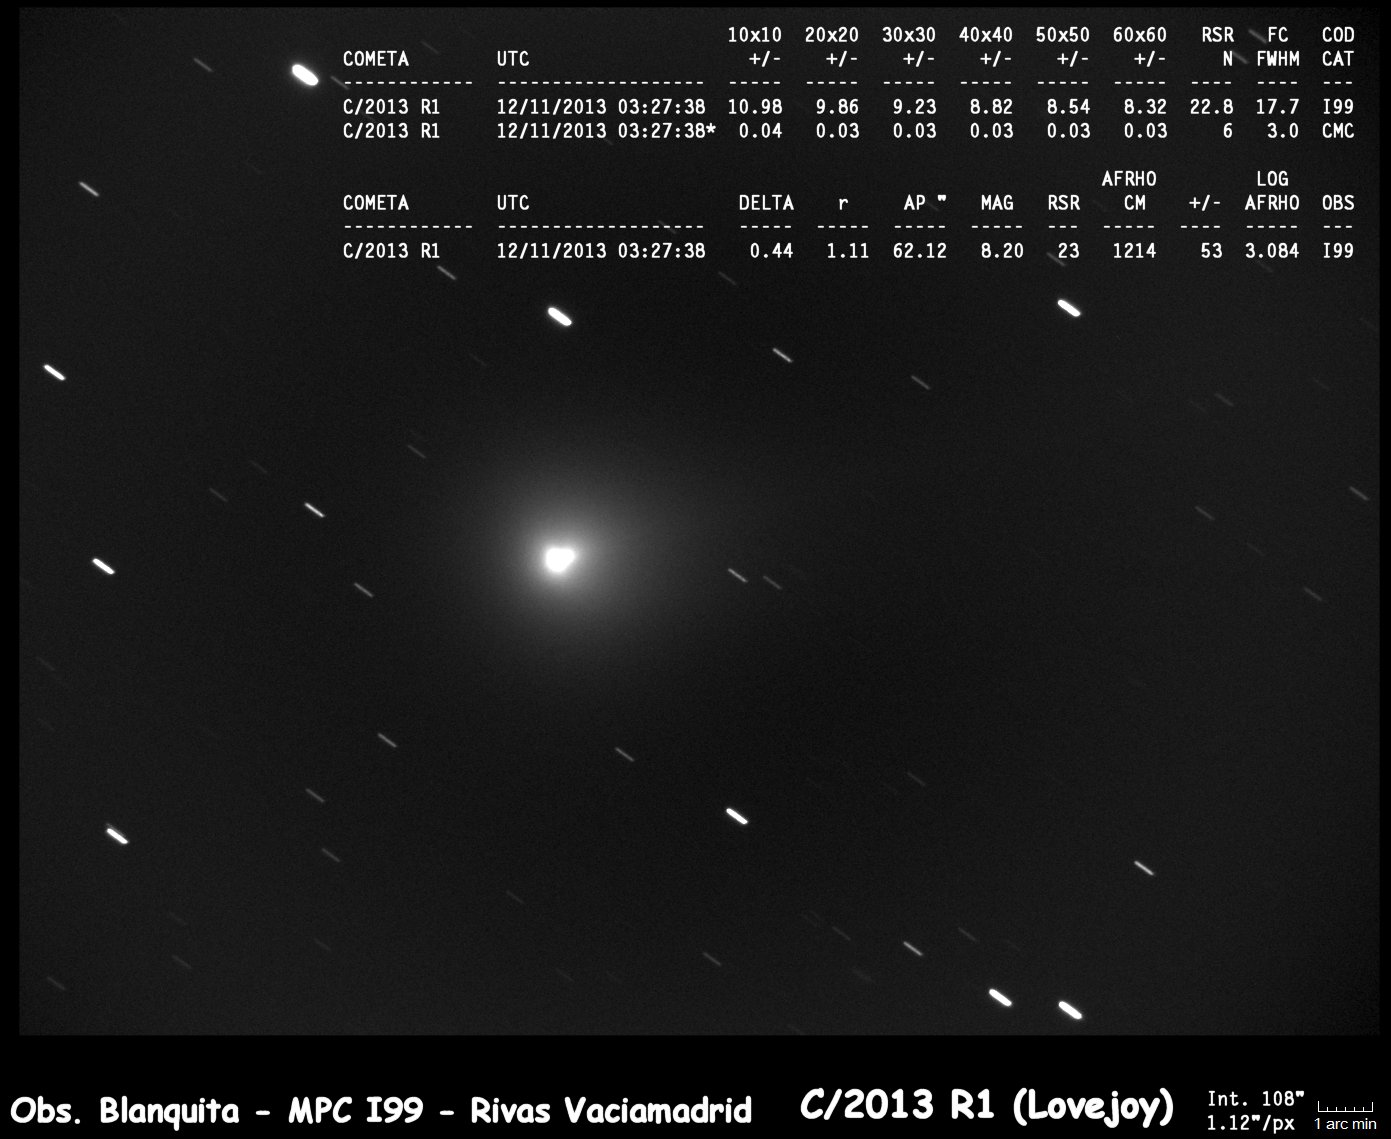 10x10 20x20 30x30 40x40 50x50 60x60 RSR FC COD
COMETA UTC +/- +/- +/- +/- +/- +/- N FWHM CAT
------------ ------------------- ----- ----- ----- ----- ----- ----- ---- ---- ---
C/2013 R1 12/11/2013 03:27:38 10.98 9.86 9.23 8.82 8.54 8.32 22.8 17.7 I99
C/2013 R1 12/11/2013 03:27:38* 0.04 0.03 0.03 0.03 0.03 0.03 6 3.0 CMC
AFRHO LOG
COMETA UTC DELTA r AP " MAG RSR CM +/- AFRHO OBS
------------ ------------------- ----- ----- ----- ----- --- ----- ---- ----- ---
C/2013 R1 12/11/2013 03:27:38 0.44 1.11 62.12 8.20 23 1214 53 3.084 I99
Obs. Blanquita - MPC I99 - Rivas Vaciamadrid C/2013 R1 (Lovejoy)
Int. 108"
1.12"/px 1 arc min